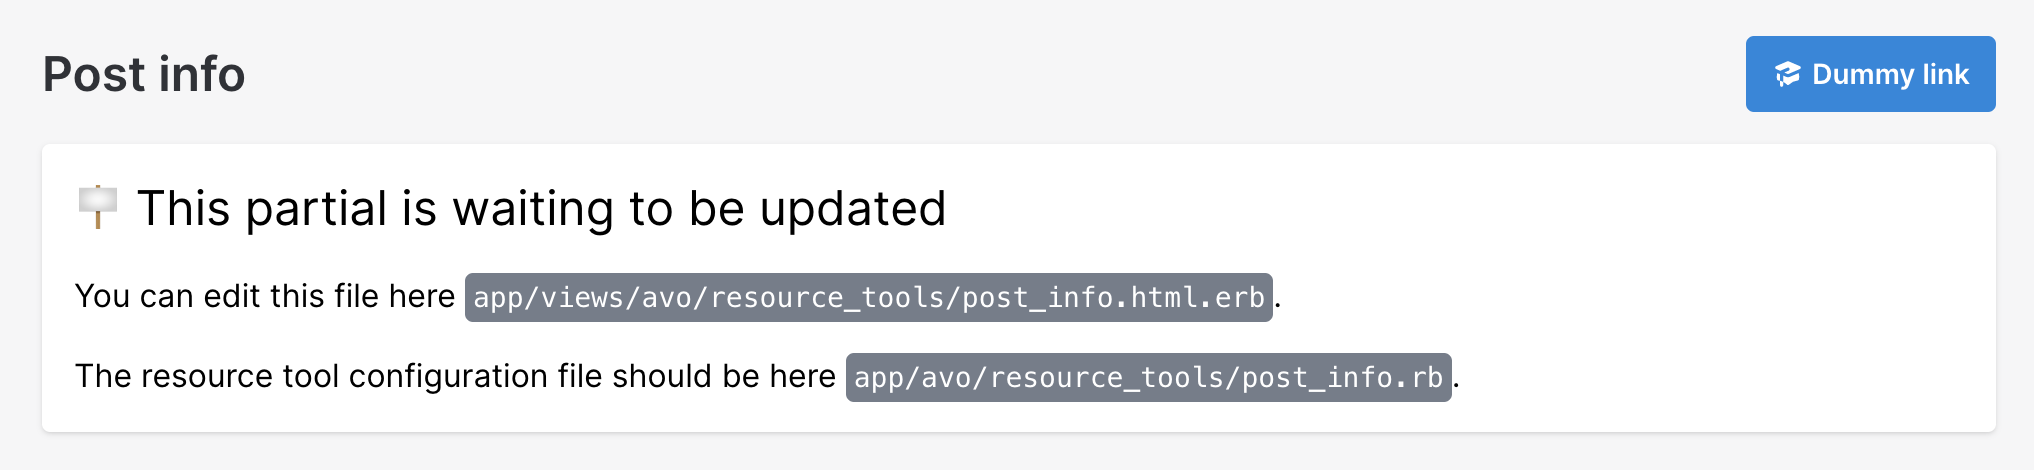 Post info
Dummy link
This partial is waiting to be updated
You can edit this file here app/views/avo/resource_tools/post_info.html.erb.
The resource tool configuration file should be here app/avo/resource_tools/post_info.rb.